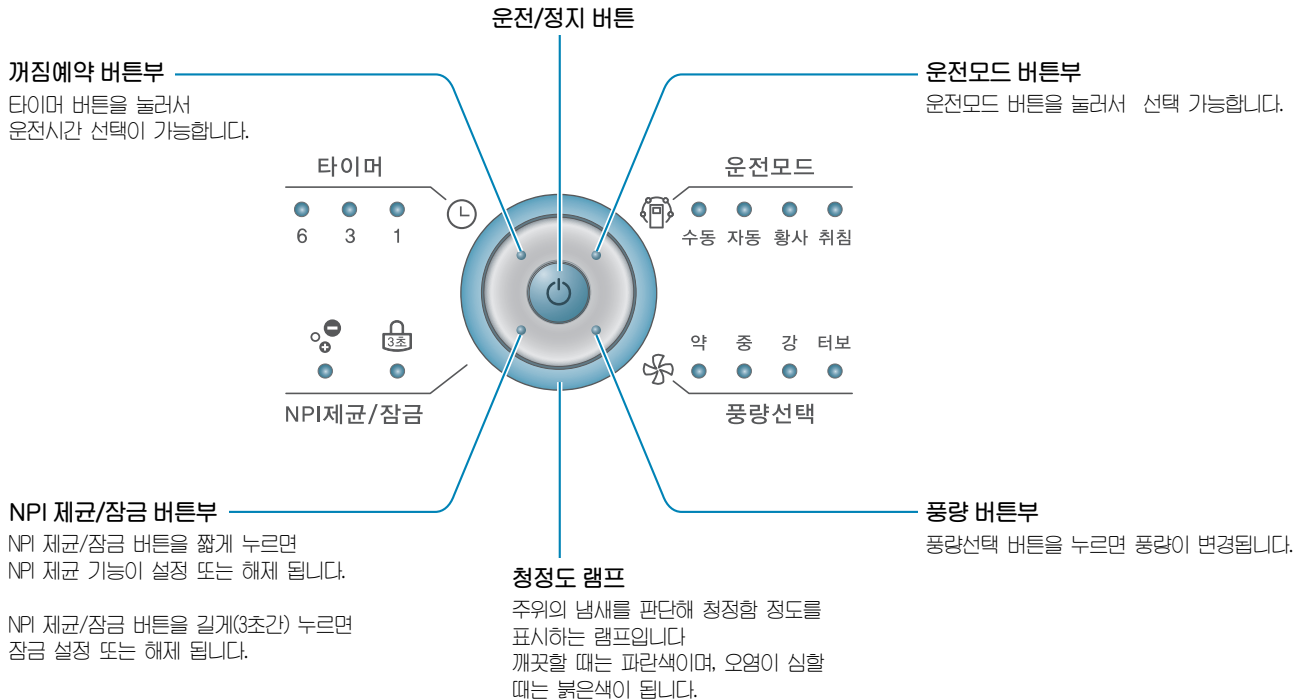 운전/정지 버튼
꺼짐예약 버튼부
타이머 버튼을 눌러서
운전시간 선택이 가능합니다.
운전모드 버튼부
운전모드 버튼을 눌러서 선택 가능합니다.
타이머
6 3 1
운전모드
수동 자동 황사 취침
3초
NPI제균/잠금
약 중 강 터보
풍량선택
NPI 제균/잠금 버튼부
NPI 제균/잠금 버튼을 짧게 누르면
NPI 제균 기능이 설정 또는 해제 됩니다.
NPI 제균/잠금 버튼을 길게(3초간) 누르면
잠금 설정 또는 해제 됩니다.
청정도 램프
주위의 냄새를 판단해 청정함 정도를
표시하는 램프입니다
깨끗할 때는 파란색이며, 오염이 심할
때는 붉은색이 됩니다.
풍량 버튼부
풍량선택 버튼을 누르면 풍량이 변경됩니다.